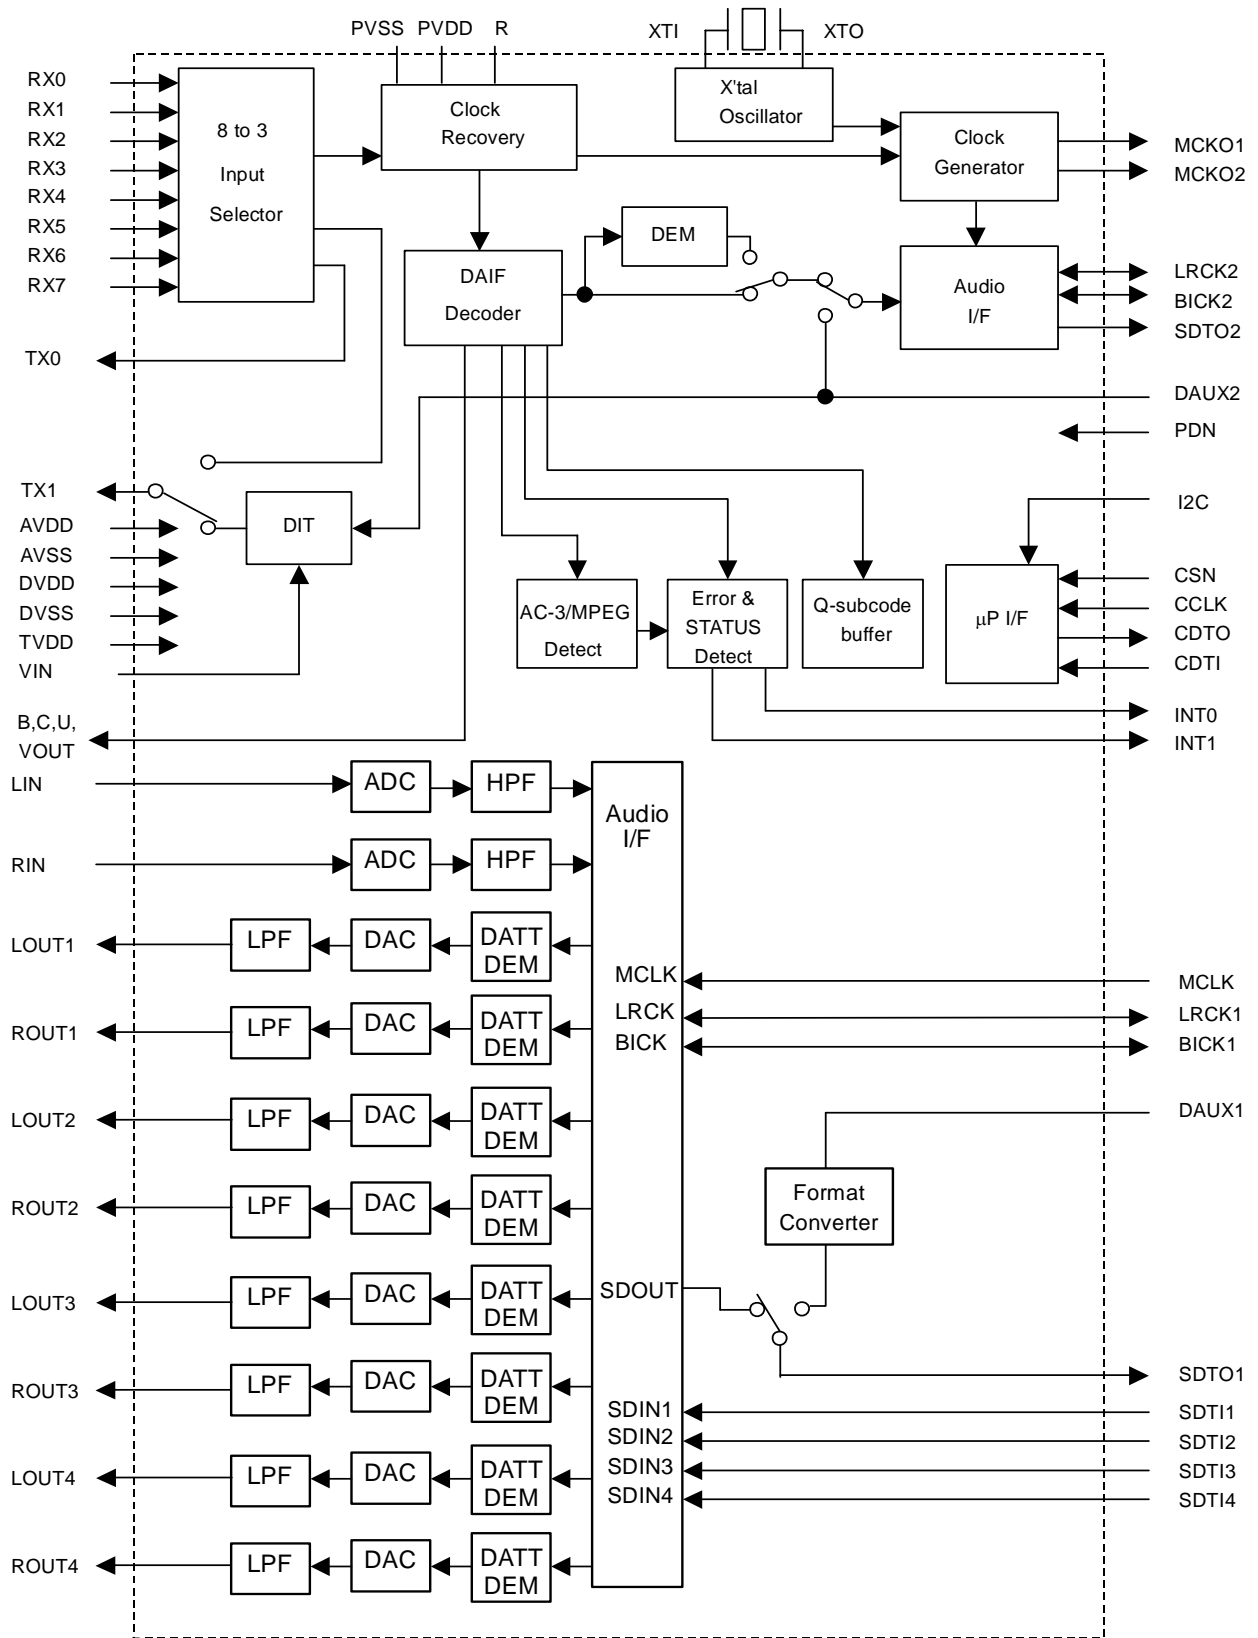 PVSS PVDD R
XTI XTO
RX0
RX1
RX2
RX3
RX4
RX5
RX6
RX7
8 to 3
Input
Selector
Clock
Recovery
X'tal
Oscillator
Clock
Generator
MCKO1
MCKO2
DAIF
Decoder
DEM
Audio
I/F
LRCK2
BICK2
SDTO2
TX0
DAUX2
PDN
TX1
AVDD
AVSS
DVDD
DVSS
TVDD
VIN
DIT
I2C
AC-3/MPEG
Detect
Error &
STATUS
Detect
Q-subcode
buffer
µP I/F
CSN
CCLK
CDTO
CDTI
INT0
INT1
B,C,U,
VOUT
LIN
ADC
HPF
Audio
I/F
RIN
ADC
HPF
LOUT1
LPF
DAC
DATT
DEM
MCLK
MCLK
ROUT1
LPF
DAC
DATT
DEM
LRCK
LRCK1
BICK
BICK1
LOUT2
LPF
DAC
DATT
DEM
DAUX1
ROUT2
LPF
DAC
DATT
DEM
Format
Converter
LOUT3
LPF
DAC
DATT
DEM
SDOUT
ROUT3
LPF
DAC
DATT
DEM
SDTO1
SDIN1
SDTI1
SDIN2
SDTI2
SDIN3
SDTI3
SDIN4
SDTI4
LOUT4
LPF
DAC
DATT
DEM
ROUT4
LPF
DAC
DATT
DEM